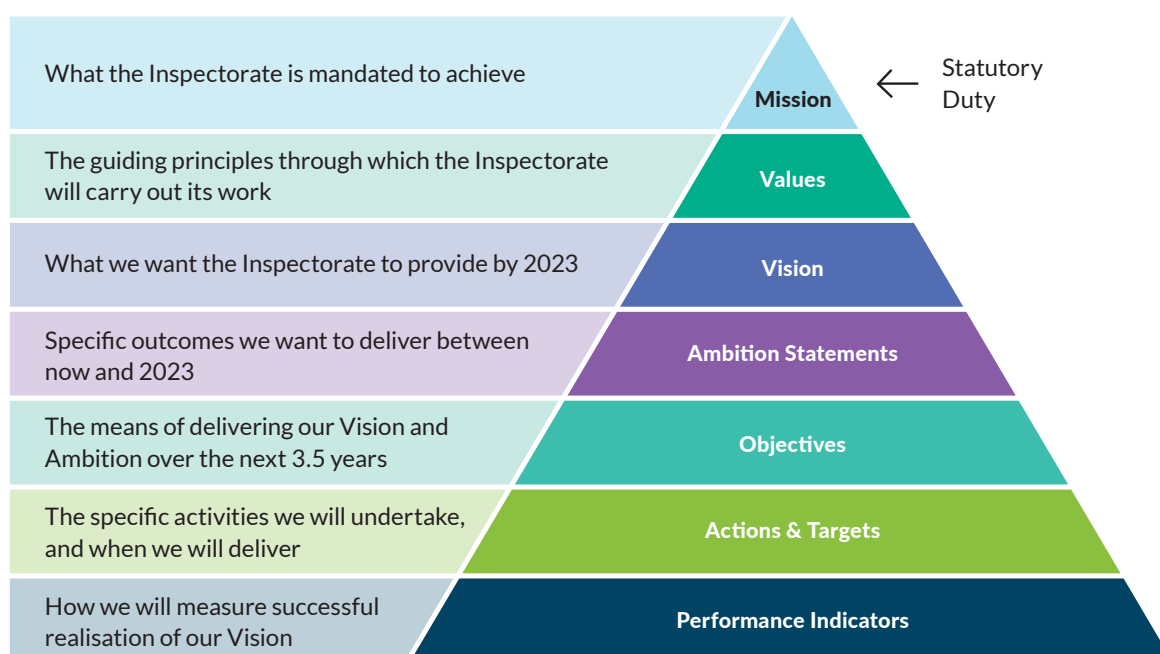 What the Inspectorate is mandated to achieve
Mission
Statutory
Duty
The guiding principles through which the Inspectorate
will carry out its work
Values
What we want the Inspectorate to provide by 2023
Vision
Specific outcomes we want to deliver between
now and 2023
Ambition Statements
The means of delivering our Vision and
Ambition over the next 3.5 years
Objectives
The specific activities we will undertake,
and when we will deliver
Actions & Targets
How we will measure successful
realisation of our Vision
Performance Indicators